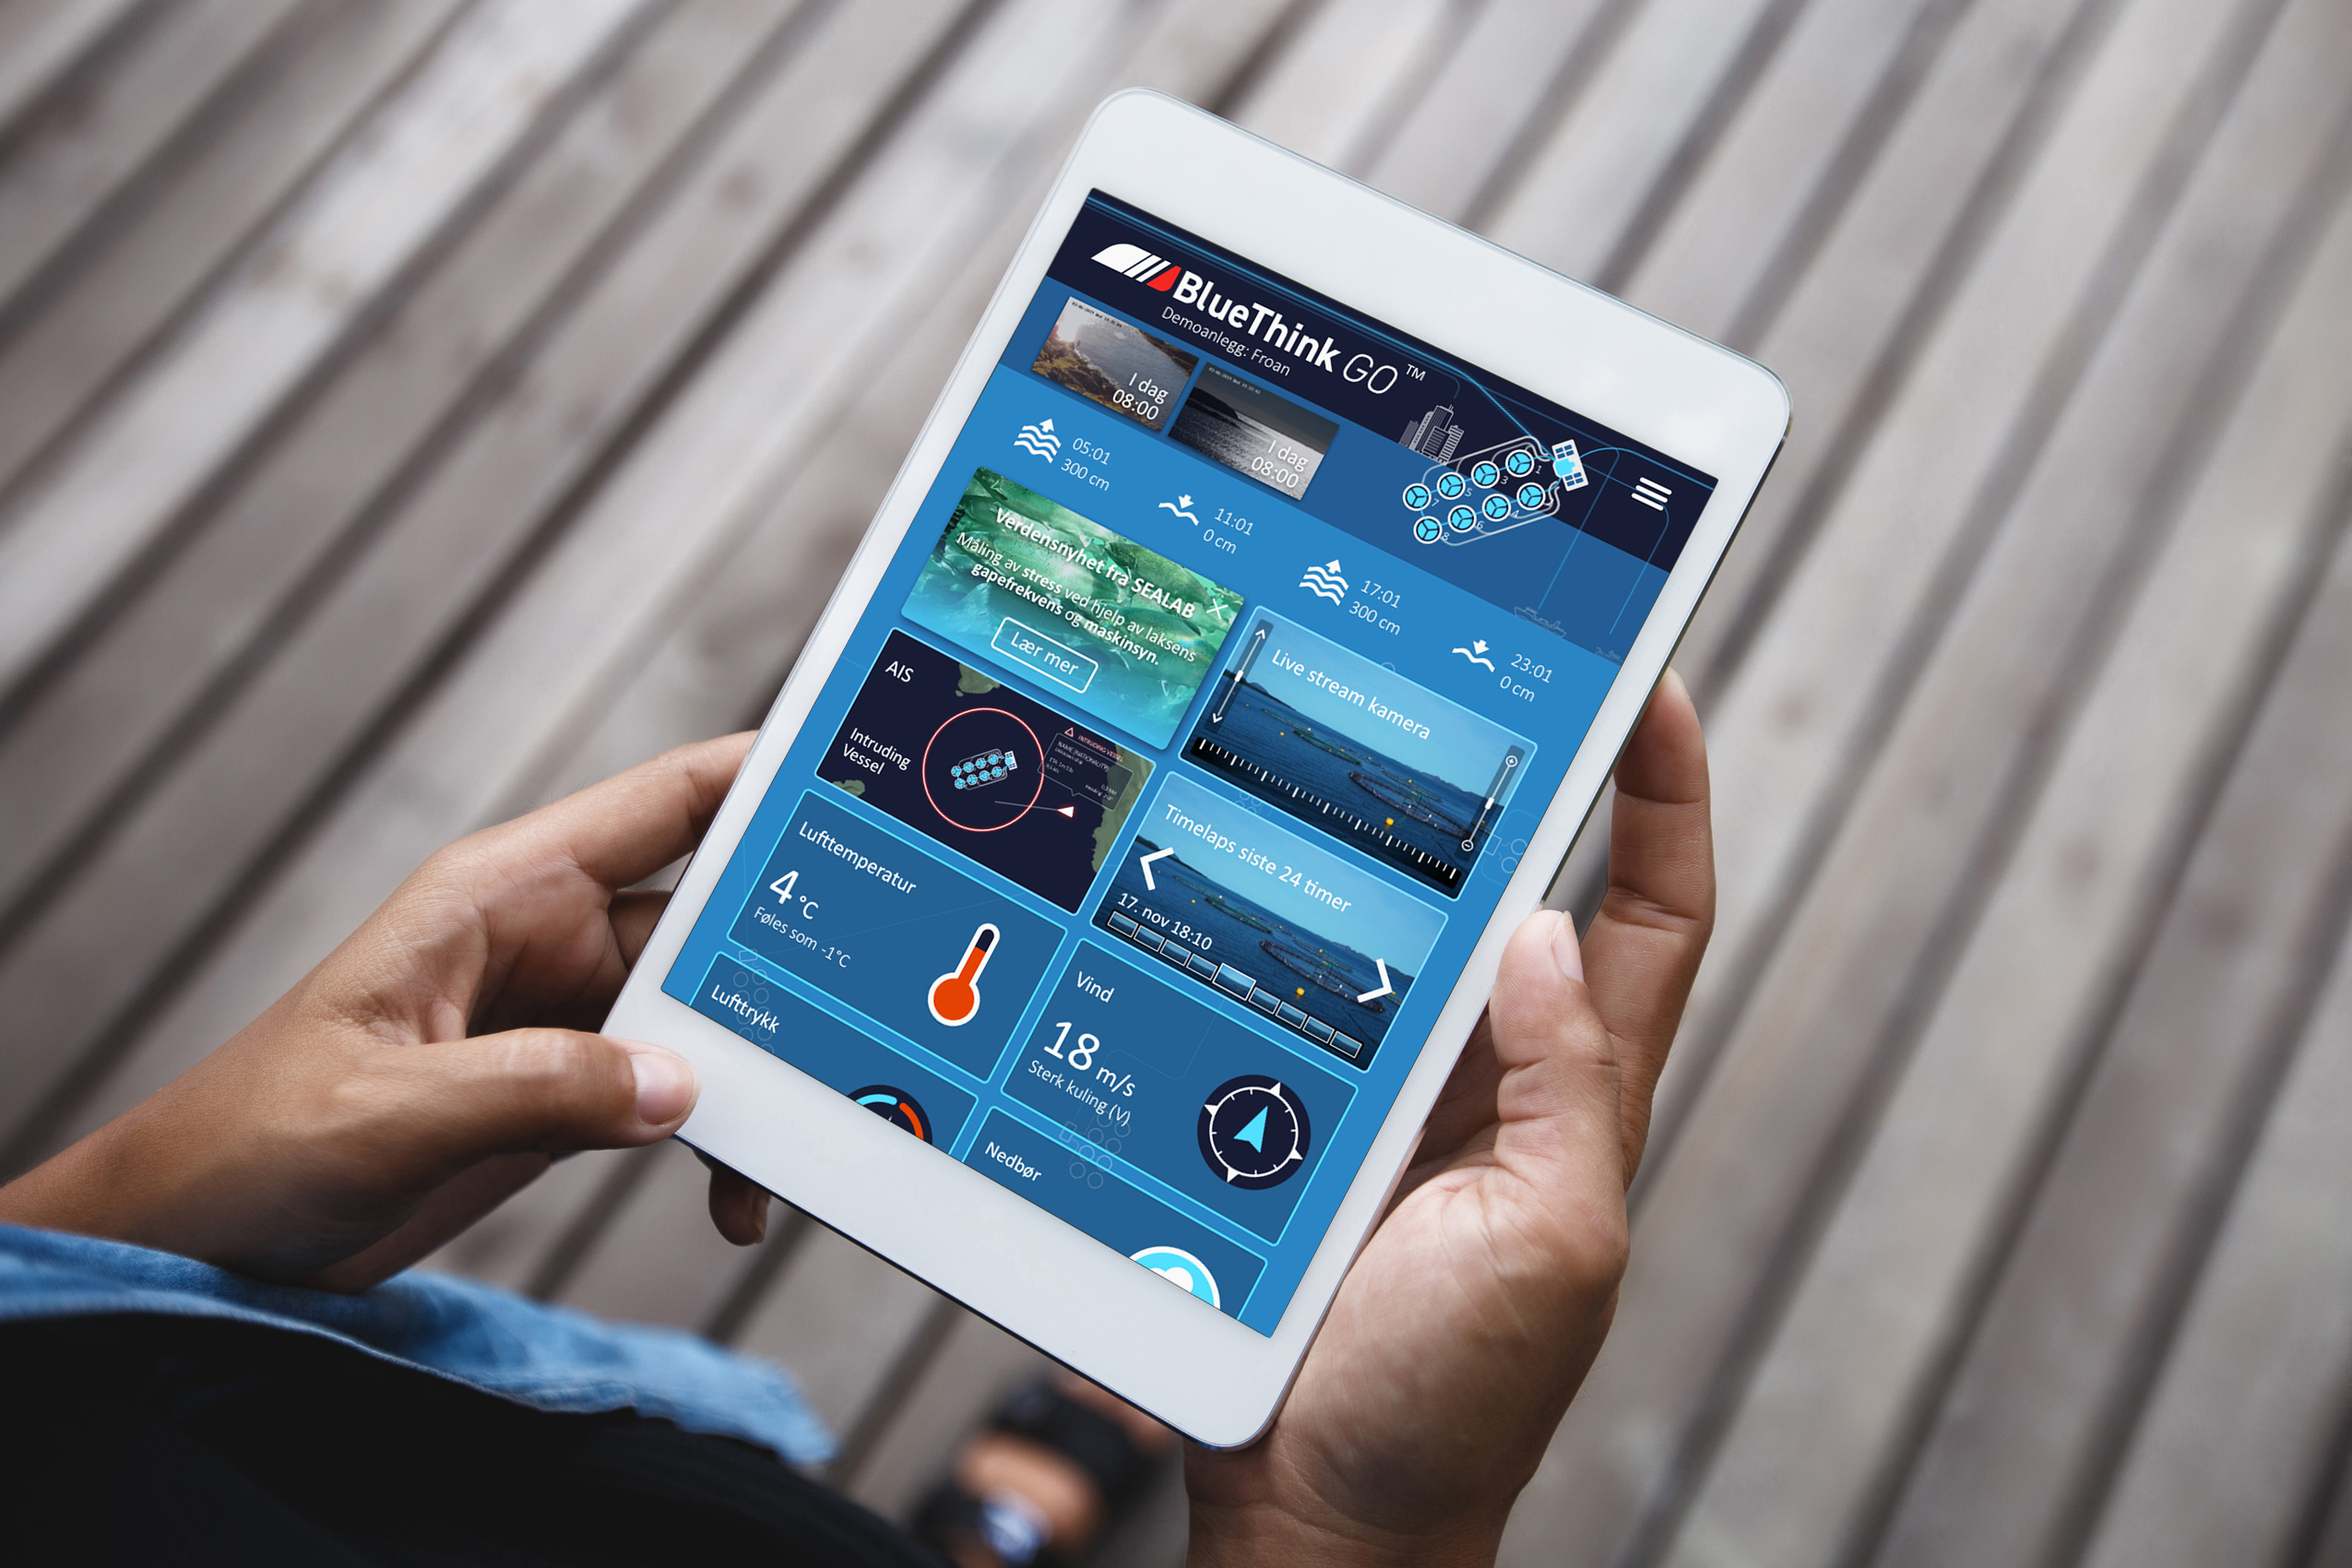 BlueThink GO™
Demoanlegg: Froan
I dag
08:00
I dag
08:00
05:01
300 cm
11:01
0 cm
17:01
300 cm
23:01
0 cm
Verdensnyhet fra SEALAB
Måling av stress ved hjelp av laksens
gapefrekvens og maskinsyn.
Lær mer
Live stream kamera
AIS
Intruding
Vessel
INTRUDING VESSEL
Timelaps siste 24 timer
17. nov 18:10
Lufttemperatur
4 °C
Føles som -1°C
Vind
18 m/s
Sterk kuling (V)
Lufttrykk
Nedbør